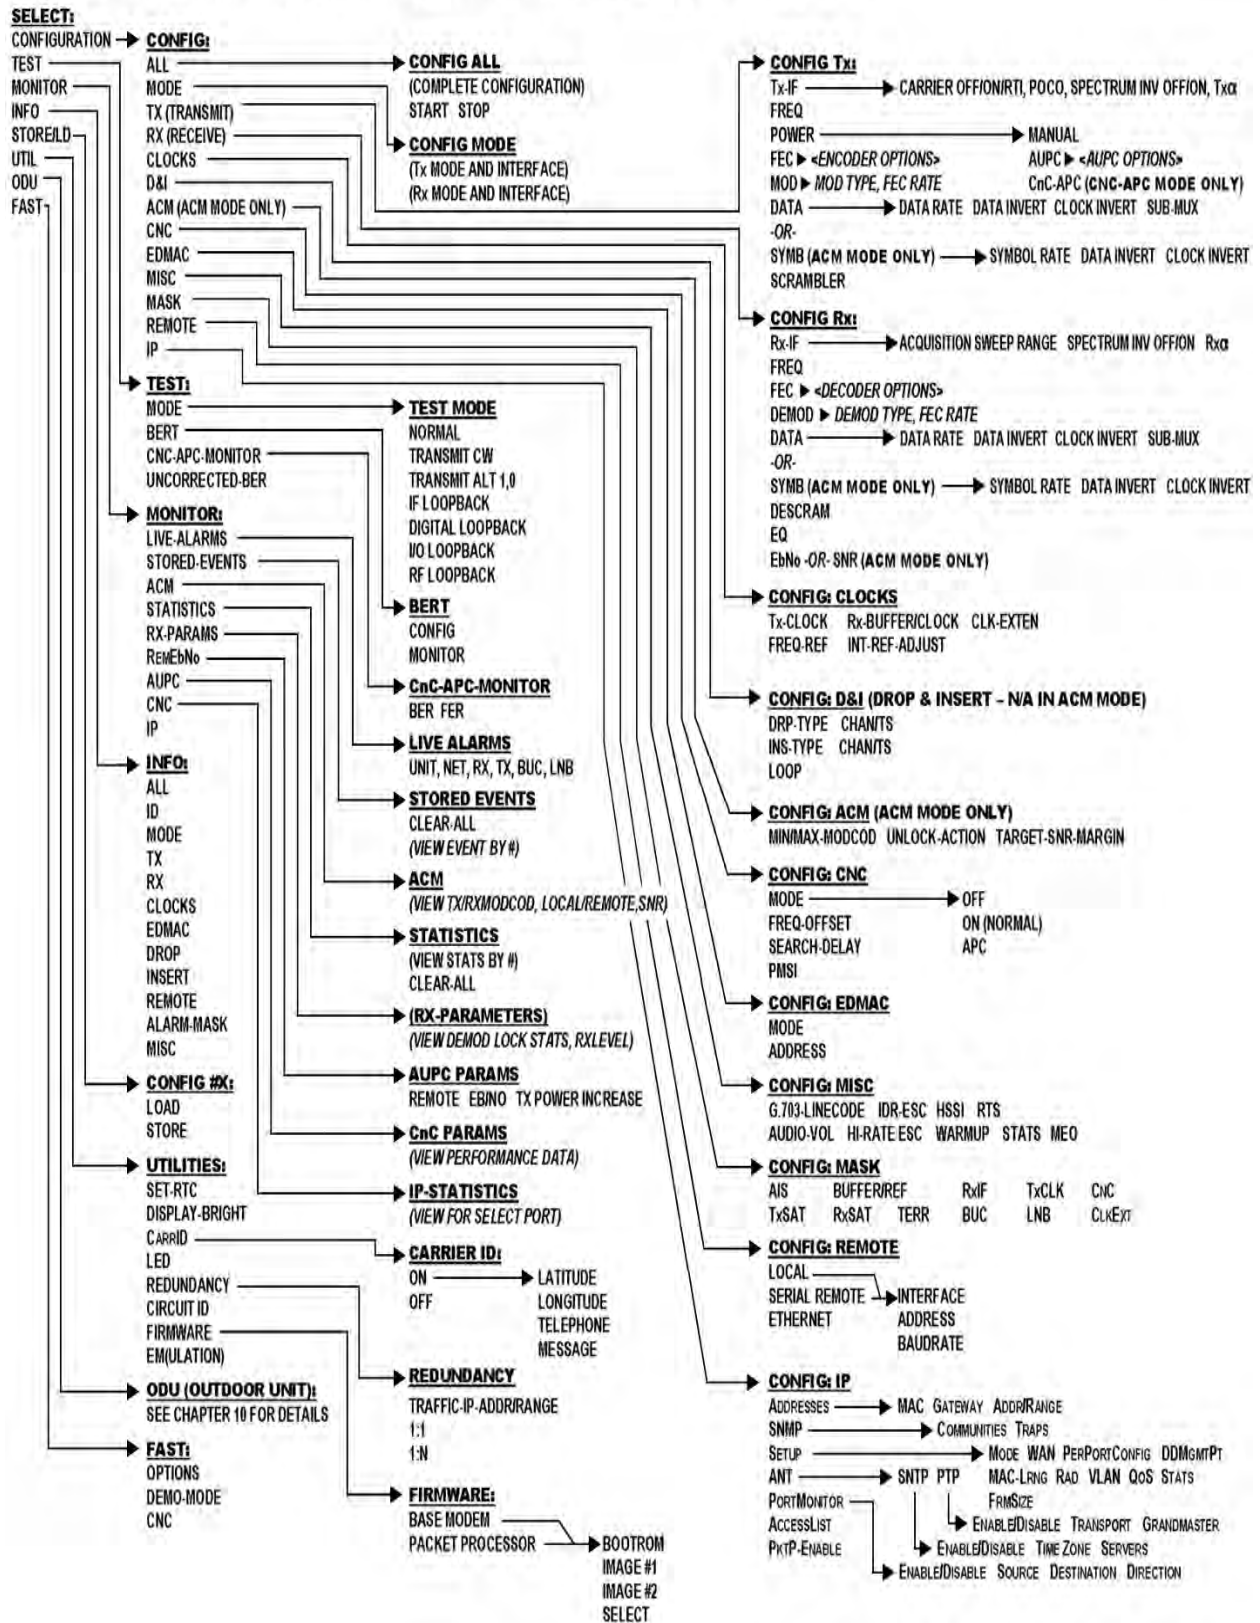 SELECT:
CONFIGURATION
TEST
MONITOR
INFO
STORE/LD
UTIL
ODU
FAST
CONFIG:
ALL
MODE
TX (TRANSMIT)
RX (RECEIVE)
CLOCKS
D&I
ACM (ACM MODE ONLY)
CNC
EDMAC
MISC
MASK
REMOTE
IP
TEST:
MODE
BERT
CNC-APC-MONITOR
UNCORRECTED-BER
MONITOR:
LIVE-ALARMS
STORED-EVENTS
ACM
STATISTICS
RX-PARAMS
REMEbNo
AUPC
CNC
IP
INFO:
ALL
ID
MODE
TX
RX
CLOCKS
EDMAC
DROP
INSERT
REMOTE
ALARM-MASK
MISC
CONFIG #X:
LOAD
STORE
UTILITIES:
SET-RTC
DISPLAY-BRIGHT
CARRID
LED
REDUNDANCY
CIRCUIT ID
FIRMWARE
EM(ULATION)
ODU (OUTDOOR UNIT):
SEE CHAPTER 10 FOR DETAILS
FAST:
OPTIONS
DEMO-MODE
CNC
CONFIG ALL
(COMPLETE CONFIGURATION)
START STOP
CONFIG MODE
(Tx MODE AND INTERFACE)
(Rx MODE AND INTERFACE)
TEST MODE
NORMAL
TRANSMIT CW
TRANSMIT ALT 1,0
IF LOOPBACK
DIGITAL LOOPBACK
I/O LOOPBACK
RF LOOPBACK
BERT
CONFIG
MONITOR
CnC-APC-MONITOR
BER FER
LIVE ALARMS
UNIT, NET, RX, TX, BUC, LNB
STORED EVENTS
CLEAR-ALL
(VIEW EVENT BY #)
ACM
(VIEW TX/RXMODCOD, LOCAL/REMOTE,SNR)
STATISTICS
(VIEW STATS BY #)
CLEAR-ALL
(RX-PARAMETERS)
(VIEW DEMOD LOCK STATS, RXLEVEL)
AUPC PARAMS
REMOTE EB/NO TX POWER INCREASE
CnC PARAMS
(VIEW PERFORMANCE DATA)
IP-STATISTICS
(VIEW FOR SELECT PORT)
CARRIER ID:
ON LATITUDE
OFF LONGITUDE
TELEPHONE
MESSAGE
REDUNDANCY
TRAFFIC-IP-ADDR/RANGE
1:1
1:N
FIRMWARE:
BASE MODEM
PACKET PROCESSOR BOOTROM
IMAGE #1
IMAGE #2
SELECT
CONFIG Tx:
Tx-IF CARRIER OFF/ON/RTI, POCO, SPECTRUM INV OFF/ON, Txα
FREQ
POWER MANUAL
FEC ▶ <ENCODER OPTIONS> AUPC ▶ <AUPC OPTIONS>
MOD ▶ MOD TYPE, FEC RATE CnC-APC (CNC-APC MODE ONLY)
DATA DATA RATE DATA INVERT CLOCK INVERT SUB-MUX
-OR-
SYMB (ACM MODE ONLY) SYMBOL RATE DATA INVERT CLOCK INVERT
SCRAMBLER
CONFIG Rx:
Rx-IF ACQUISITION SWEEP RANGE SPECTRUM INV OFF/ON Rxα
FREQ
FEC ▶ <DECODER OPTIONS>
DEMOD ▶ DEMOD TYPE, FEC RATE
DATA DATA RATE DATA INVERT CLOCK INVERT SUB-MUX
-OR-
SYMB (ACM MODE ONLY) SYMBOL RATE DATA INVERT CLOCK INVERT
DESCRAM
EQ
EbNo -OR- SNR (ACM MODE ONLY)
CONFIG: CLOCKS
Tx-CLOCK Rx-BUFFER/CLOCK CLK-EXTEN
FREQ-REF INT-REF-ADJUST
CONFIG: D&I (DROP & INSERT – N/A IN ACM MODE)
DRP-TYPE CHAN/TS
INS-TYPE CHAN/TS
LOOP
CONFIG: ACM (ACM MODE ONLY)
MIN/MAX-MODCOD UNLOCK-ACTION TARGET-SNR-MARGIN
CONFIG: CNC
MODE OFF
FREQ-OFFSET ON (NORMAL)
SEARCH-DELAY APC
PMSI
CONFIG: EDMAC
MODE
ADDRESS
CONFIG: MISC
G.703-LINECODE IDR-ESC HSSI RTS
AUDIO-VOL HI-RATE/ESC WARMUP STATS MEO
CONFIG: MASK
AIS BUFFER/REF RxIF TxCLK CNC
TxSAT RxSAT TERR BUC LNB CLKEXT
CONFIG: REMOTE
LOCAL
SERIAL REMOTE INTERFACE
ETHERNET ADDRESS
BAUDRATE
CONFIG: IP
ADDRESSES MAC GATEWAY ADDR/RANGE
SNMP COMMUNITIES TRAPS
SETUP MODE WAN PERPORTCONFIG DDMGMTPT
ANT SNTP PTP MAC-LRNG RAD VLAN QOS STATS
PORTMONITOR FRMSIZE
ACCESSLIST ENABLE/DISABLE TRANSPORT GRANDMASTER
PKTP-ENABLE ENABLE/DISABLE TIME ZONE SERVERS
ENABLE/DISABLE SOURCE DESTINATION DIRECTION